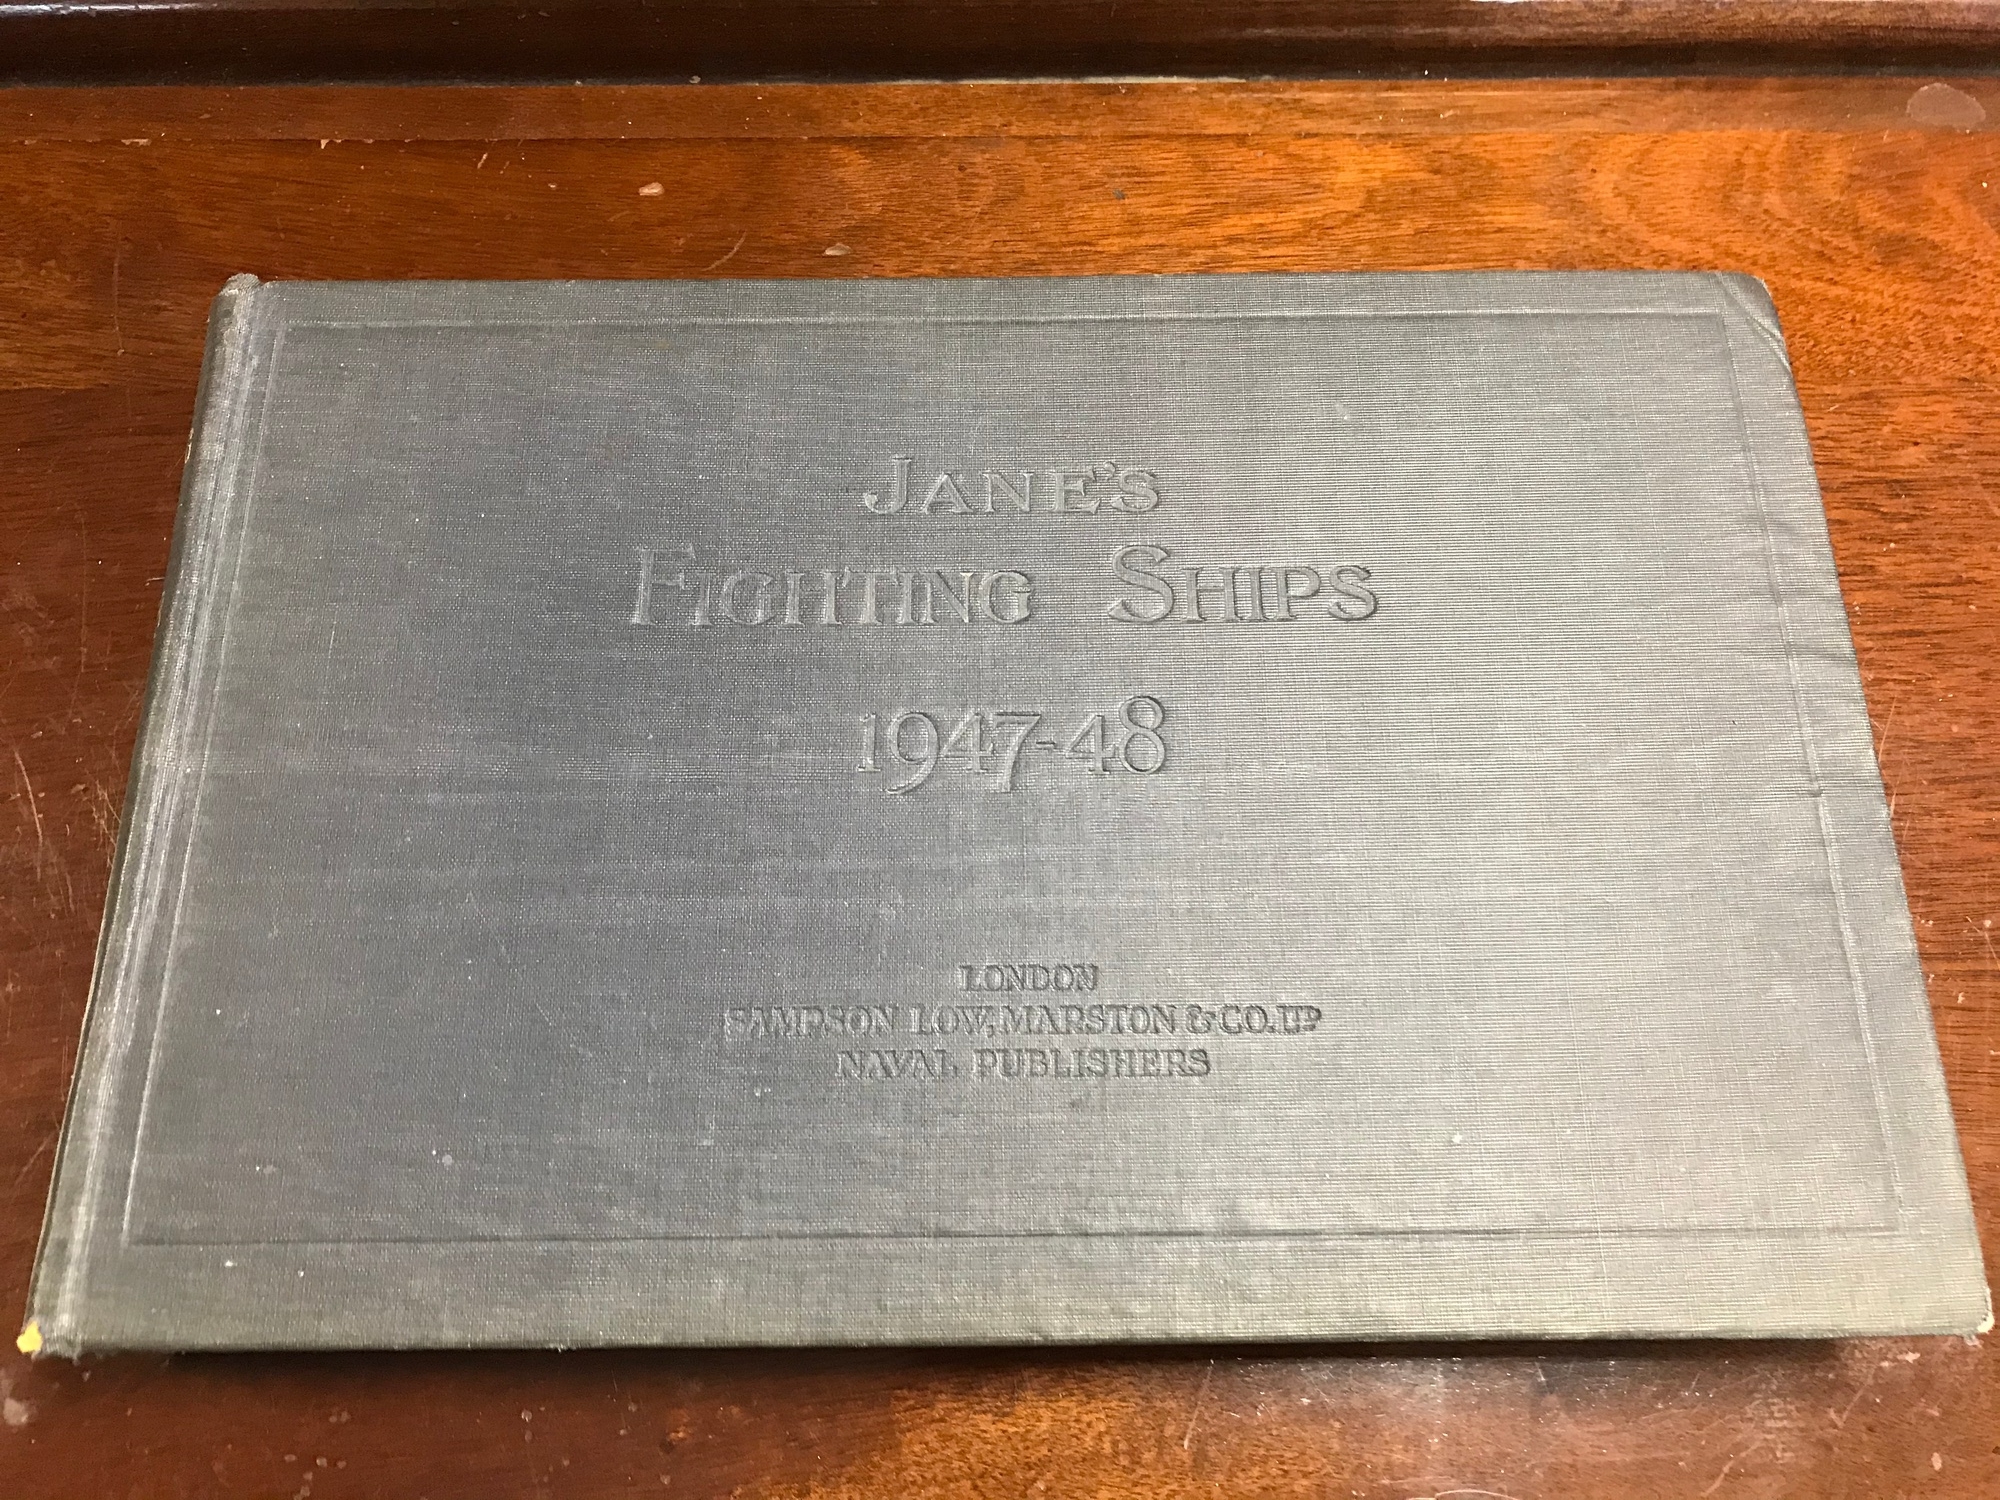 JANE'S
FIGHTING SHIPS
1947-48
LONDON
SAMPSON LOW, MARSTON & CO. LTD
NAVAL PUBLISHERS